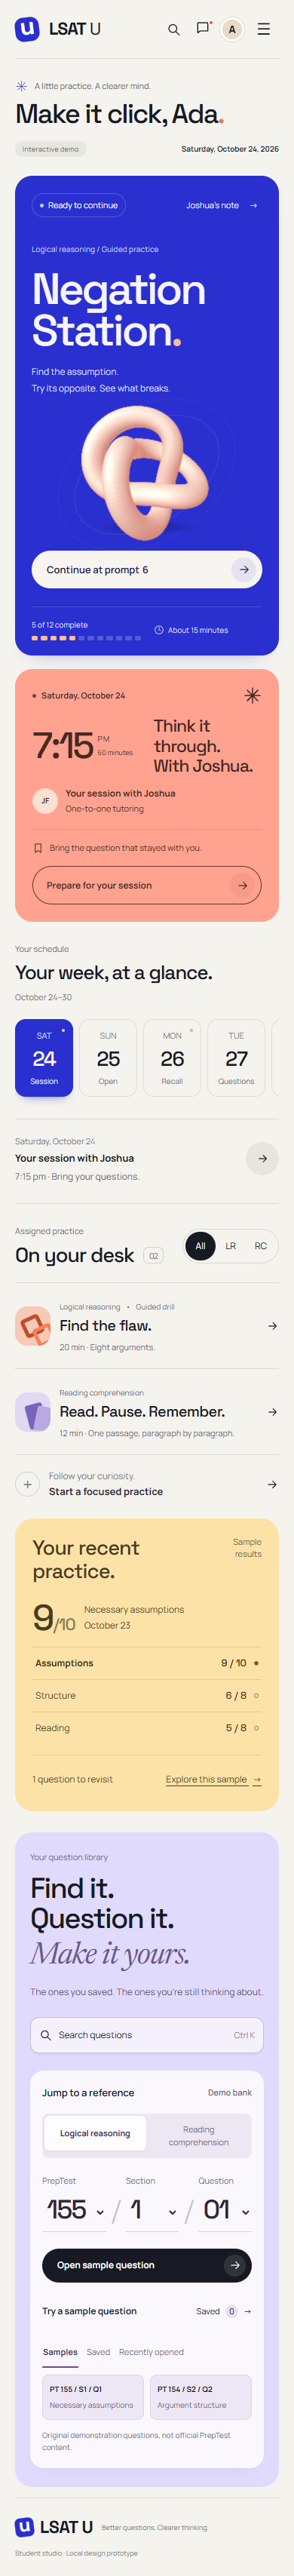 LSAT U
A
A little practice. A clearer mind.
Make it click, Ada.
Interactive demo
Saturday, October 24, 2026
Ready to continue
Joshua's note →
Logical reasoning / Guided practice
Negation
Station.
Find the assumption.
Try its opposite. See what breaks.
Continue at prompt 6 →
5 of 12 complete
About 15 minutes
Saturday, October 24
7:15 PM
60 minutes
Think it
through.
With Joshua.
JF
Your session with Joshua
One-to-one tutoring
Bring the question that stayed with you.
Prepare for your session →
Your schedule
Your week, at a glance.
October 24–30
SAT SUN MON TUE
24 25 26 27
Session Open Recall Questions
Saturday, October 24
Your session with Joshua →
7:15 pm · Bring your questions.
Assigned practice
On your desk 02
All LR RC
Logical reasoning • Guided drill
Find the flaw. →
20 min · Eight arguments.
Reading comprehension
Read. Pause. Remember. →
12 min · One passage, paragraph by paragraph.
Follow your curiosity.
Start a focused practice →
Your recent
practice.
Sample
results
9/10
Necessary assumptions
October 23
Assumptions 9 / 10
Structure 6 / 8
Reading 5 / 8
1 question to revisit
Explore this sample →
Your question library
Find it.
Question it.
Make it yours.
The ones you saved. The ones you're still thinking about.
Search questions Ctrl K
Jump to a reference Demo bank
Logical reasoning
Reading
comprehension
PrepTest Section Question
155 / 1 / 01
Open sample question →
Try a sample question
Saved 0 →
Samples Saved Recently opened
PT 155 / S1 / Q1
Necessary assumptions
PT 154 / S2 / Q2
Argument structure
Original demonstration questions, not official PrepTest
content.
LSAT U
Better questions. Clearer thinking.
Student studio · Local design prototype